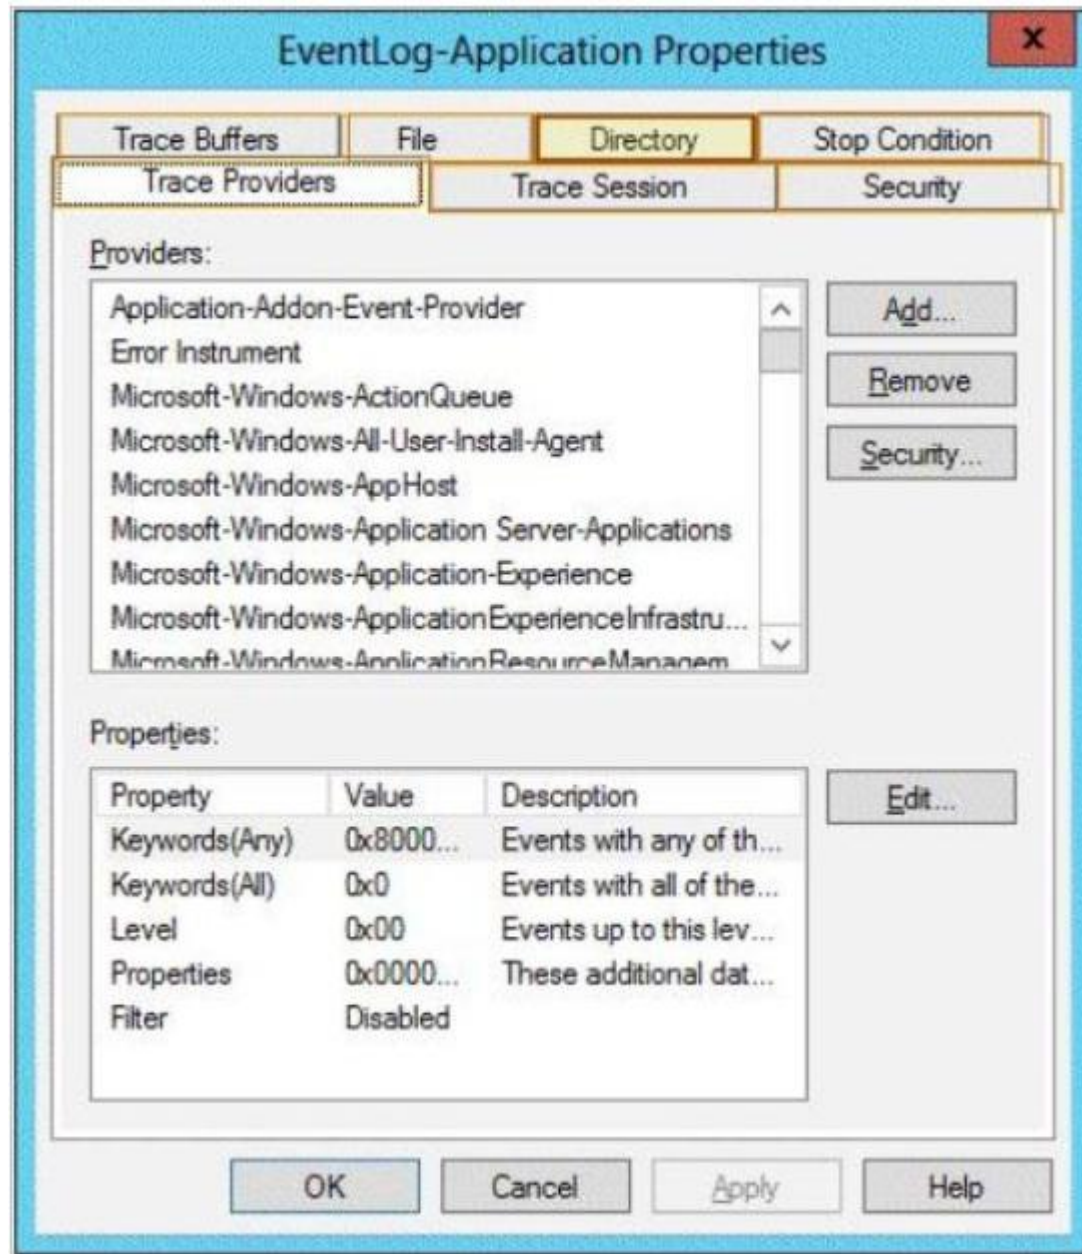 EventLog-Application Properties
x
Trace Buffers File Directory Stop Condition
Trace Providers Trace Session Security
Providers:
Application-Addon-Event-Provider
Error Instrument
Microsoft-Windows-ActionQueue
Microsoft-Windows-All-User-Install-Agent
Microsoft-Windows-AppHost
Microsoft-Windows-Application Server-Applications
Microsoft-Windows-Application-Experience
Microsoft-Windows-ApplicationExperienceInfrastru...
Microsoft-Windows-ApplicationResourceManagem
Add...
Remove
Security...
Properties:
Property Value Description
Keywords(Any) 0x8000... Events with any of th...
Keywords(All) 0x0 Events with all of the...
Level 0x00 Events up to this lev...
Properties 0x0000... These additional dat...
Filter Disabled
Edit...
OK Cancel Apply Help